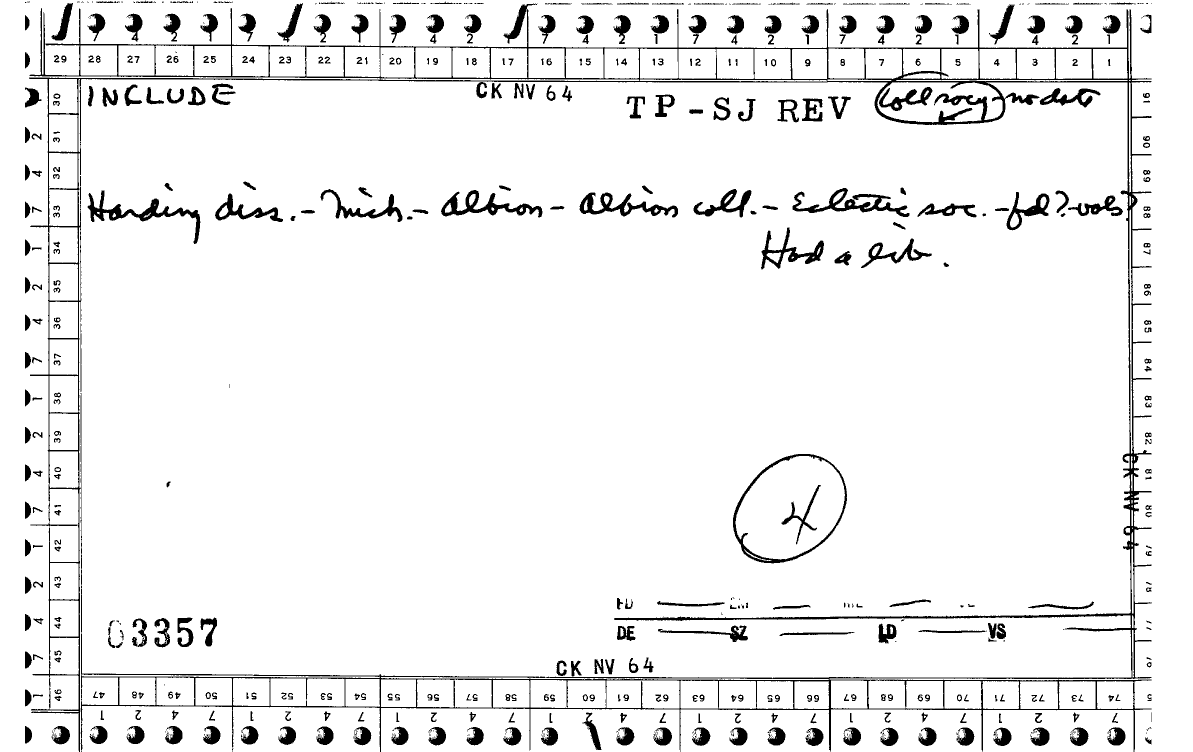 7 4 2 1 7 4 2 1 7 4 2 1 7 4 2 1 7 4 2 1 7 4 2 1 7 4 2 1
29 28 27 26 25 24 23 22 21 20 19 18 17 16 15 14 13 12 11 10 9 8 7 6 5 4 3 2 1
INCLUDE CK NV 64 TP-SJ REV coll socy - no date
Harding diss. - Mich. - Albion - Albion coll. - Eclectic soc. - fd? - vols?
Had a lib.
4
DE SZ LD VS
03357
CK NV 64
CK NV 64
30 31 32 33 34 35 36 37 38 39 40 41 42 43 44 45 46
91 90 89 88 87 86 85 84 83 82 81 80 79 78 77
47 48 49 50 51 52 53 54 55 56 57 58 59 60 61 62 63 64 65 66 67 68 69 70 71 72 73 74
1 2 4 7 1 2 4 7 1 2 4 7 1 2 4 7 1 2 4 7 1 2 4 7 1 2 4 7